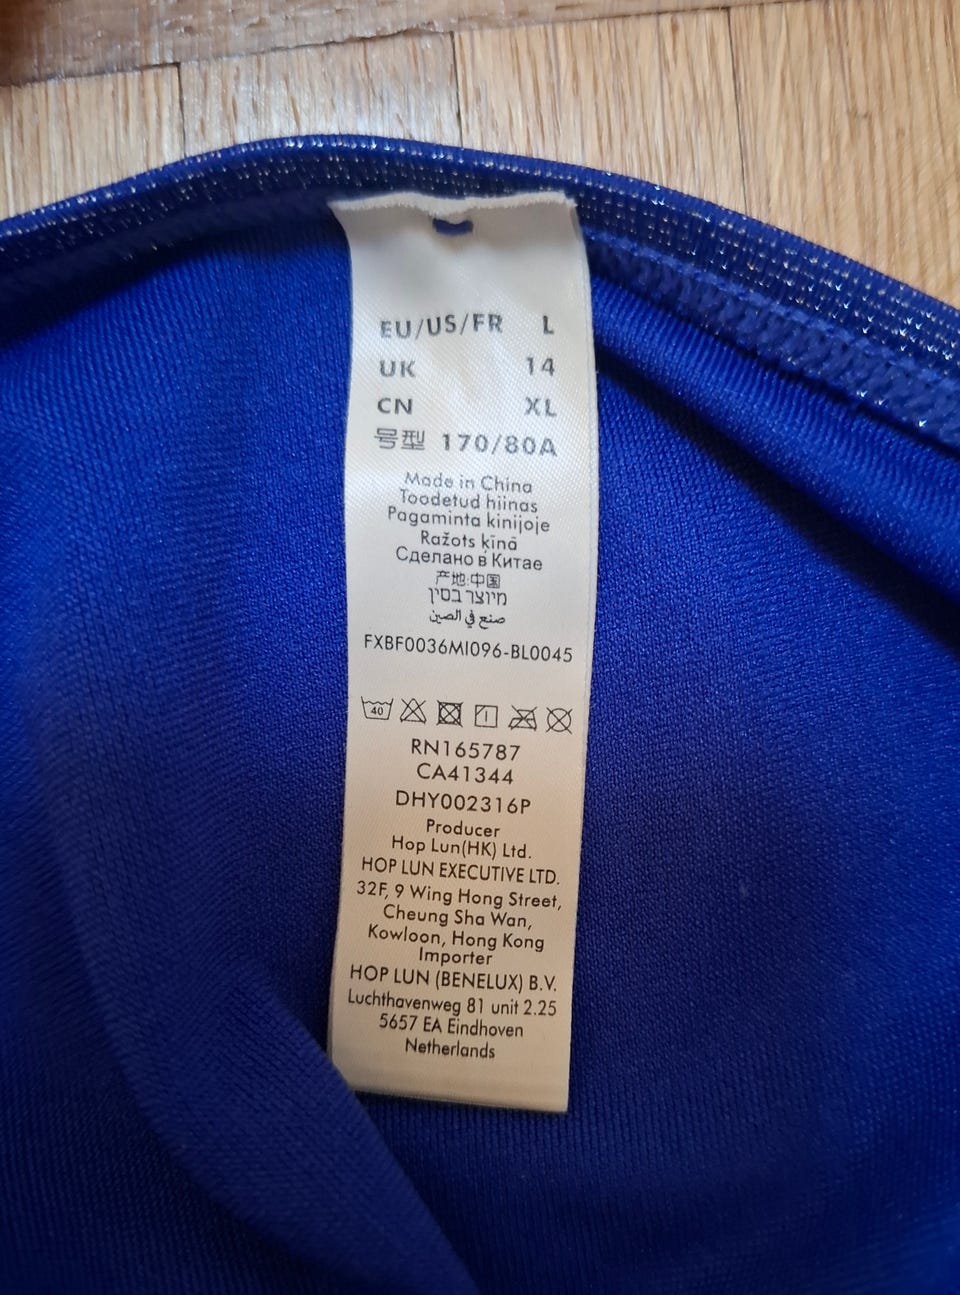 EU/US/FR L
UK 14
CN XL
号型 170/80A
Made in China
Toodetud hiinas
Pagaminta kinijoje
Ražots ķīnā
Сделано в Китае
产地:中国
מיוצר בסין
صنع في الصين
FXBF0036MI096-BL0045
40
RN165787
CA41344
DHY002316P
Producer
Hop Lun(HK) Ltd.
HOP LUN EXECUTIVE LTD.
32F, 9 Wing Hong Street,
Cheung Sha Wan,
Kowloon, Hong Kong
Importer
HOP LUN (BENELUX) B.V.
Luchthavenweg 81 unit 2.25
5657 EA Eindhoven
Netherlands